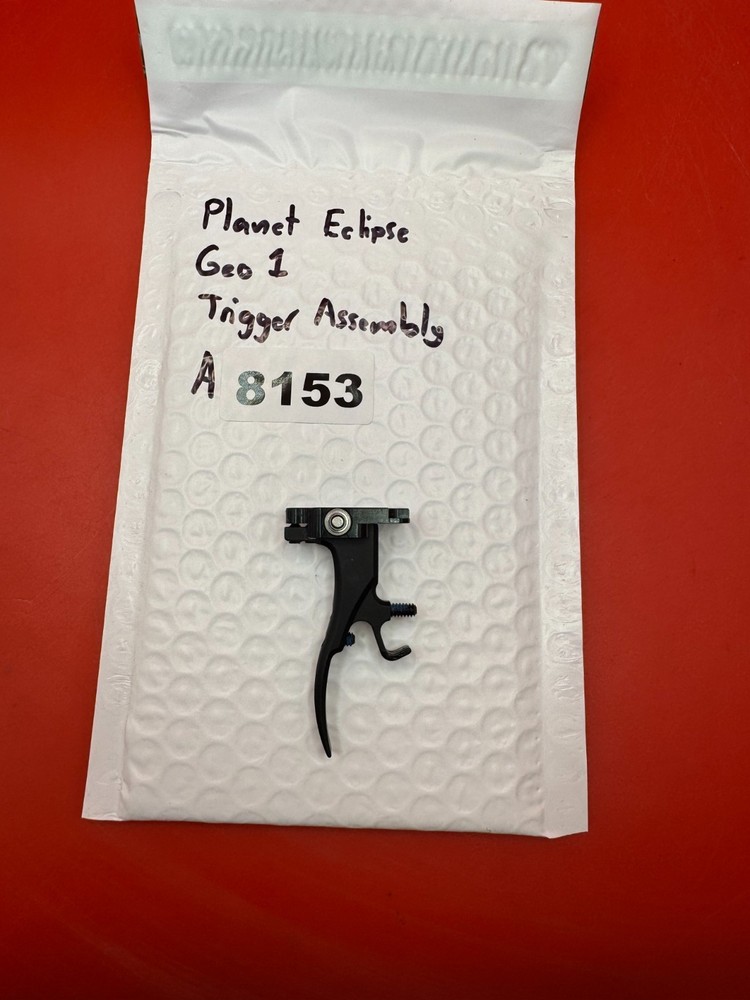 Planet Eclipse
Geo 1
Trigger Assembly
A 8153